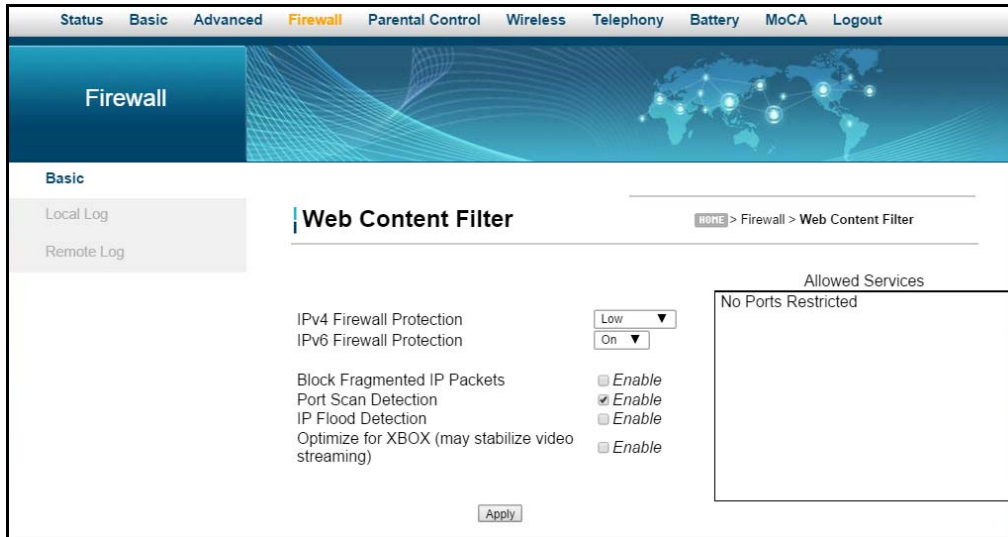 Status Basic Advanced Firewall Parental Control Wireless Telephony Battery MoCA Logout
Firewall
Basic
Local Log
Remote Log
Web Content Filter
HOME > Firewall > Web Content Filter
Allowed Services
No Ports Restricted
IPv4 Firewall Protection Low ▼
IPv6 Firewall Protection On ▼
Block Fragmented IP Packets Enable
Port Scan Detection Enable
IP Flood Detection Enable
Optimize for XBOX (may stabilize video
streaming) Enable
Apply